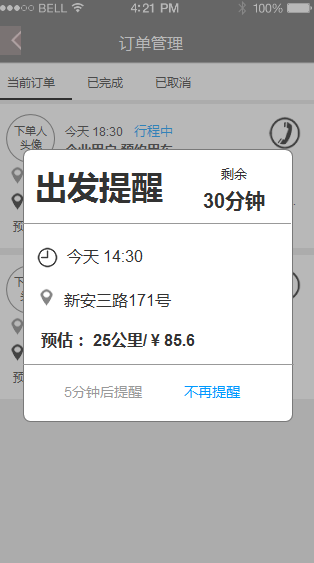 BELL 4:21 PM 100%
订单管理
当前订单 已完成 已取消
下单人
头像
今天 18:30 行程中
出发提醒
剩余
30分钟
今天 14:30
新安三路171号
预估： 25公里/ ¥ 85.6
5分钟后提醒 不再提醒